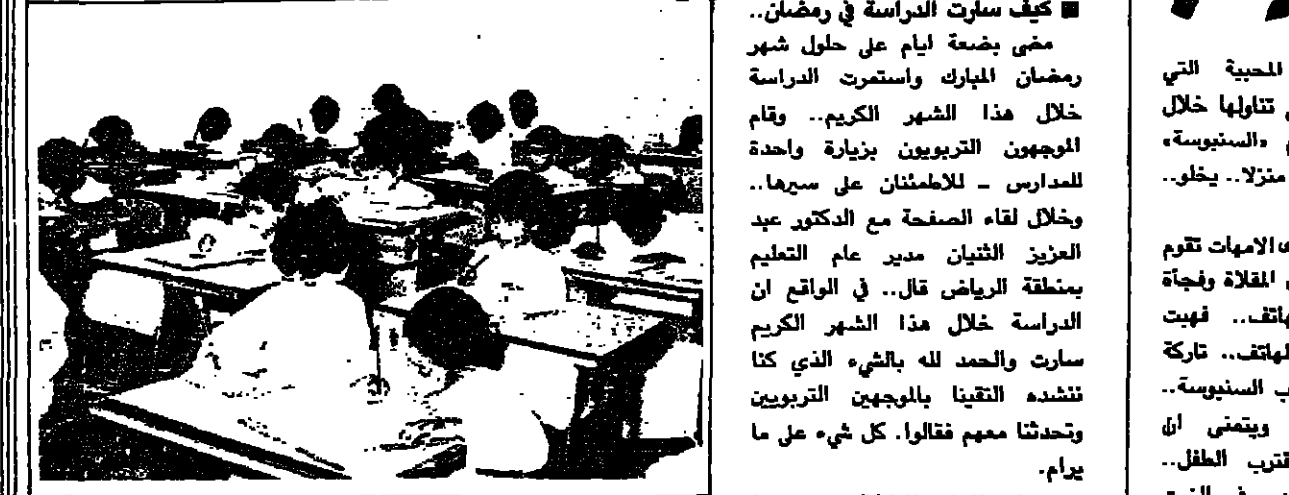 ■ كيف سارت الدراسة في رمضان..
مضى بضعة ايام على حلول شهر
رمضان المبارك واستمرت الدراسة
خلال هذا الشهر الكريم.. وقام
الموجهون التربويون بزيارة واحدة
للمدارس ــ للاطمئنان على سيرها..
وخلال لقاء الصفحة مع الدكتور عبد
العزيز الثنيان مدير عام التعليم
بمنطقة الرياض قال.. في الواقع ان
الدراسة خلال هذا الشهر الكريم
سارت والحمد لله بالشيء الذي كنا
ننشده التقينا بالموجهين التربويين
وتحدثنا معهم فقالوا. كل شيء على ما
يرام.
المحببة التي
تناولها خلال
«السنبوسة»
منزلا.. يخلو..
الامهات تقوم
المقلاة وفجأة
فهبت
تاركة
السنبوسة..
ويتمنى ان
الطفل..